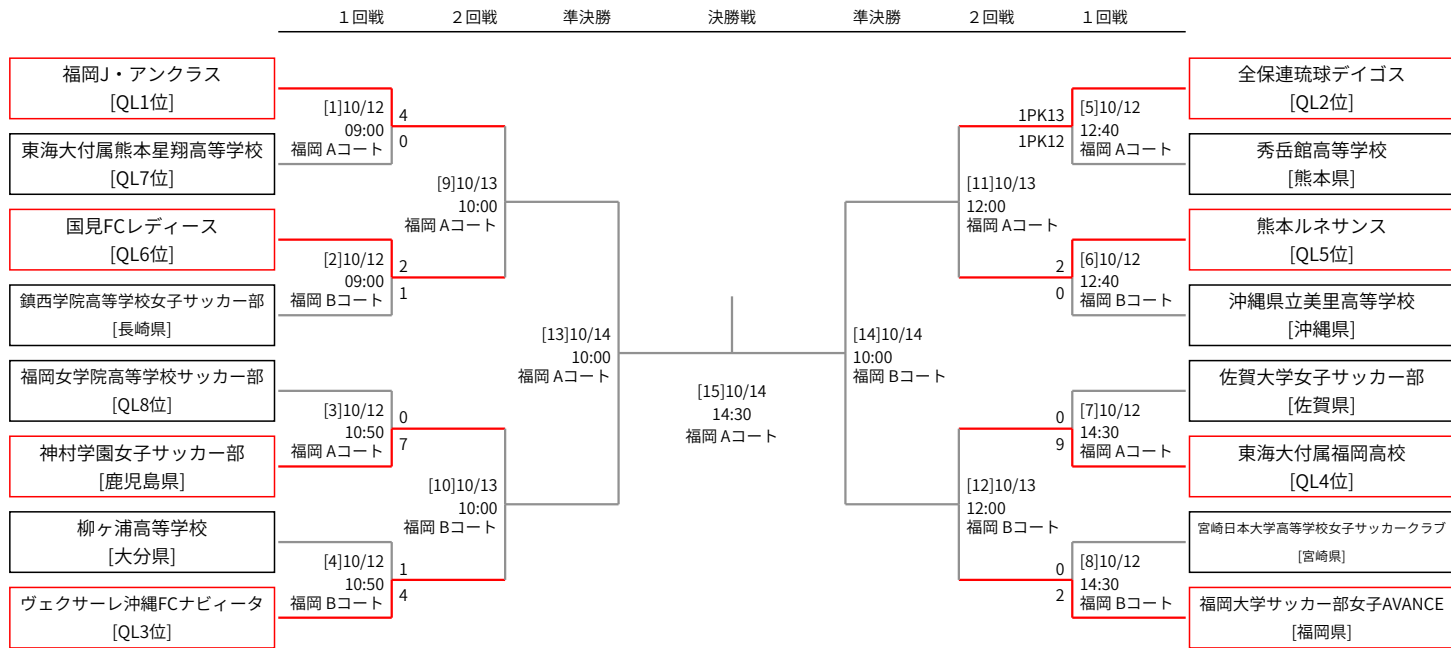 １回戦 ２回戦 準決勝 決勝戦 準決勝 ２回戦 １回戦
福岡J・アンクラス
[QL1位]
東海大付属熊本星翔高等学校
[QL7位]
国見FCレディース
[QL6位]
鎮西学院高等学校女子サッカー部
[長崎県]
福岡女学院高等学校サッカー部
[QL8位]
神村学園女子サッカー部
[鹿児島県]
柳ヶ浦高等学校
[大分県]
ヴェクサーレ沖縄FCナビィータ
[QL3位]
[1]10/12
09:00
福岡 Aコート
4
0
[2]10/12
09:00
福岡 Bコート
2
1
[3]10/12
10:50
福岡 Aコート
0
7
[4]10/12
10:50
福岡 Bコート
1
4
[9]10/13
10:00
福岡 Aコート
[10]10/13
10:00
福岡 Bコート
[13]10/14
10:00
福岡 Aコート
[15]10/14
14:30
福岡 Aコート
[14]10/14
10:00
福岡 Bコート
[11]10/13
12:00
福岡 Aコート
[12]10/13
12:00
福岡 Bコート
1PK13
1PK12
[5]10/12
12:40
福岡 Aコート
2
0
[6]10/12
12:40
福岡 Bコート
0
9
[7]10/12
14:30
福岡 Aコート
0
2
[8]10/12
14:30
福岡 Bコート
全保連琉球デイゴス
[QL2位]
秀岳館高等学校
[熊本県]
熊本ルネサンス
[QL5位]
沖縄県立美里高等学校
[沖縄県]
佐賀大学女子サッカー部
[佐賀県]
東海大付属福岡高校
[QL4位]
宮崎日本大学高等学校女子サッカークラブ
[宮崎県]
福岡大学サッカー部女子AVANCE
[福岡県]